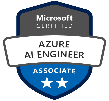 Microsoft
CERTIFIED
AZURE
AI ENGINEER
ASSOCIATE